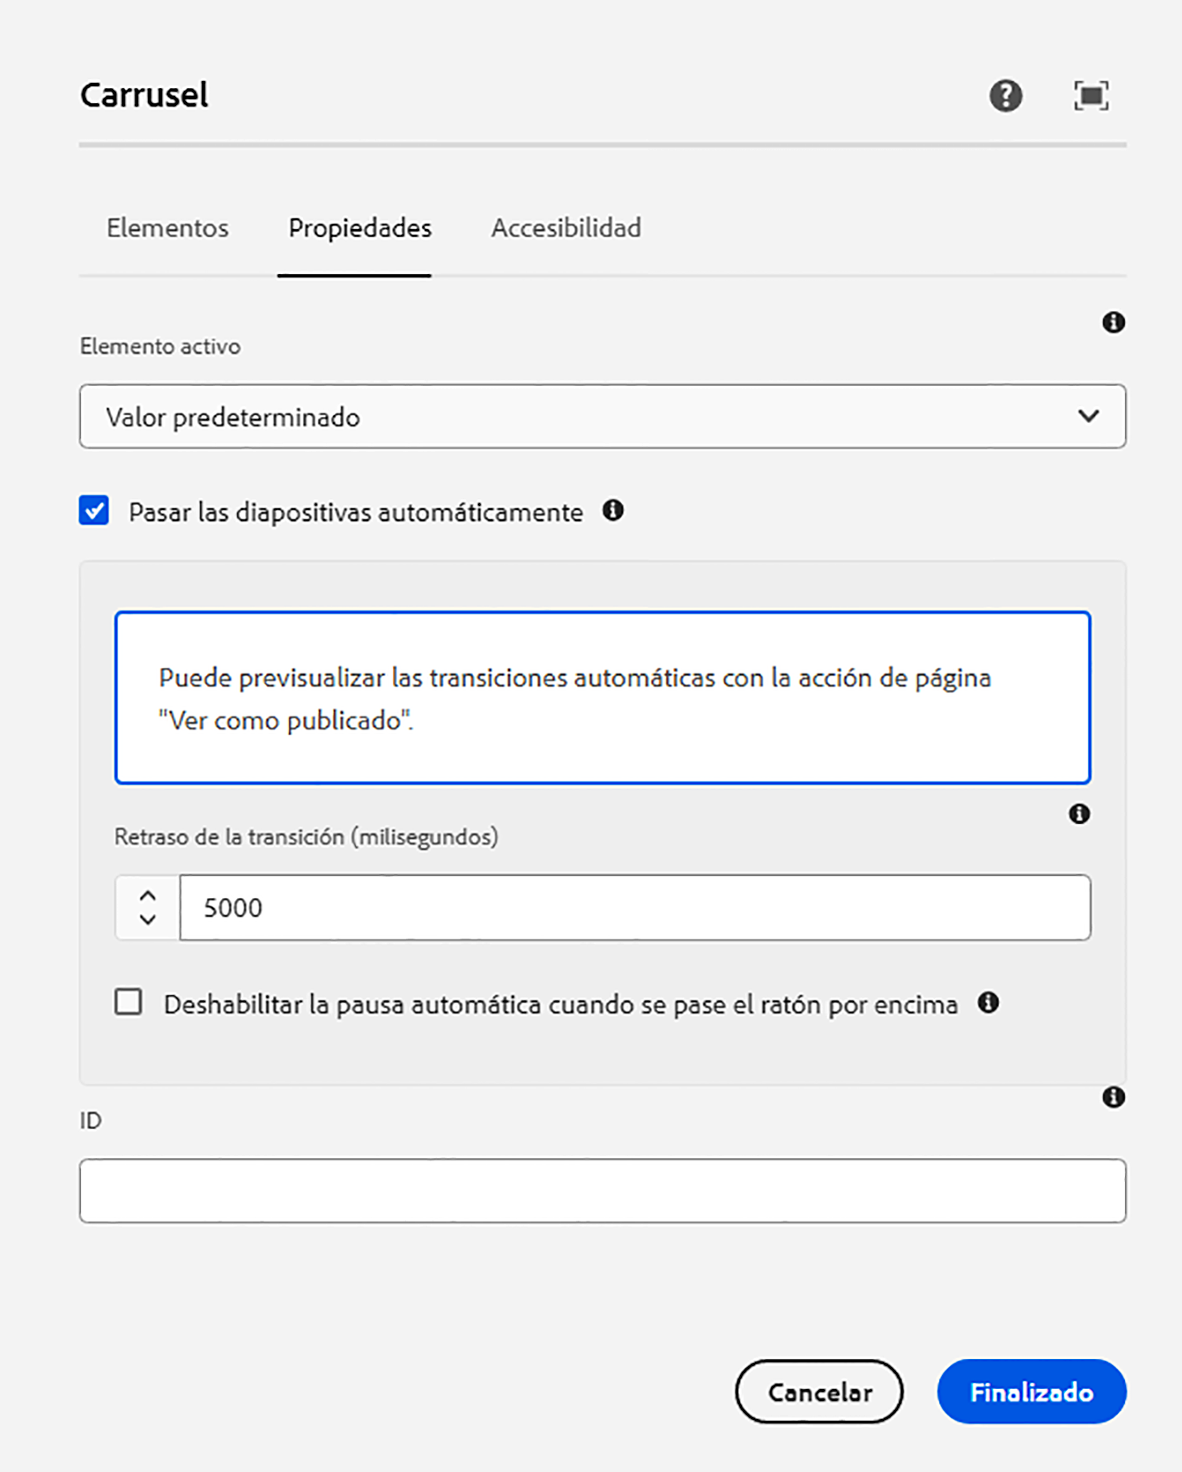 Carrusel
Elementos Propiedades Accesibilidad
Elemento activo
Valor predeterminado
Pasar las diapositivas automáticamente
Puede previsualizar las transiciones automáticas con la acción de página
"Ver como publicado".
Retraso de la transición (milisegundos)
5000
Deshabilitar la pausa automática cuando se pase el ratón por encima
ID
Cancelar Finalizado